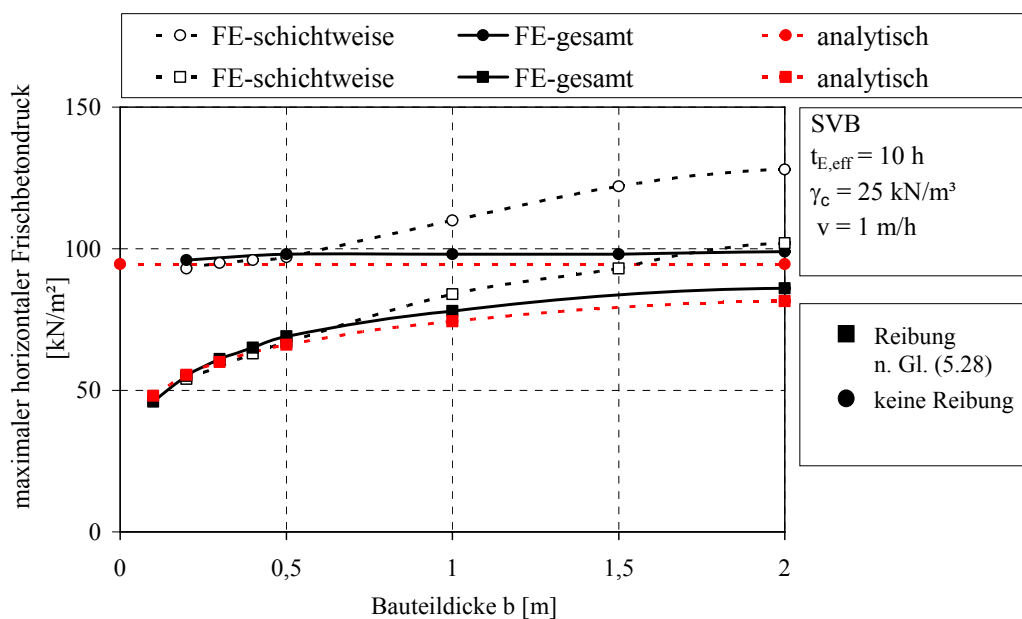 FE-schichtweise FE-gesamt analytisch
FE-schichtweise FE-gesamt analytisch
maximaler horizontaler Frischbetondruck
[kN/m²]
150
100
50
0
0 0,5 1 1,5 2
Bauteildicke b [m]
SVB
tE,eff = 10 h
γc = 25 kN/m³
v = 1 m/h
Reibung
n. Gl. (5.28)
keine Reibung